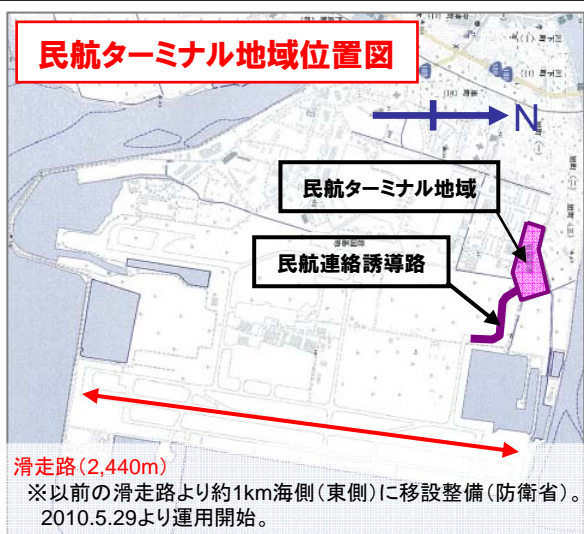 民航ターミナル地域位置図
N
民航ターミナル地域
民航連絡誘導路
滑走路(2,440m)
※以前の滑走路より約1km海側(東側)に移設整備(防衛省)。
2010.5.29より運用開始。